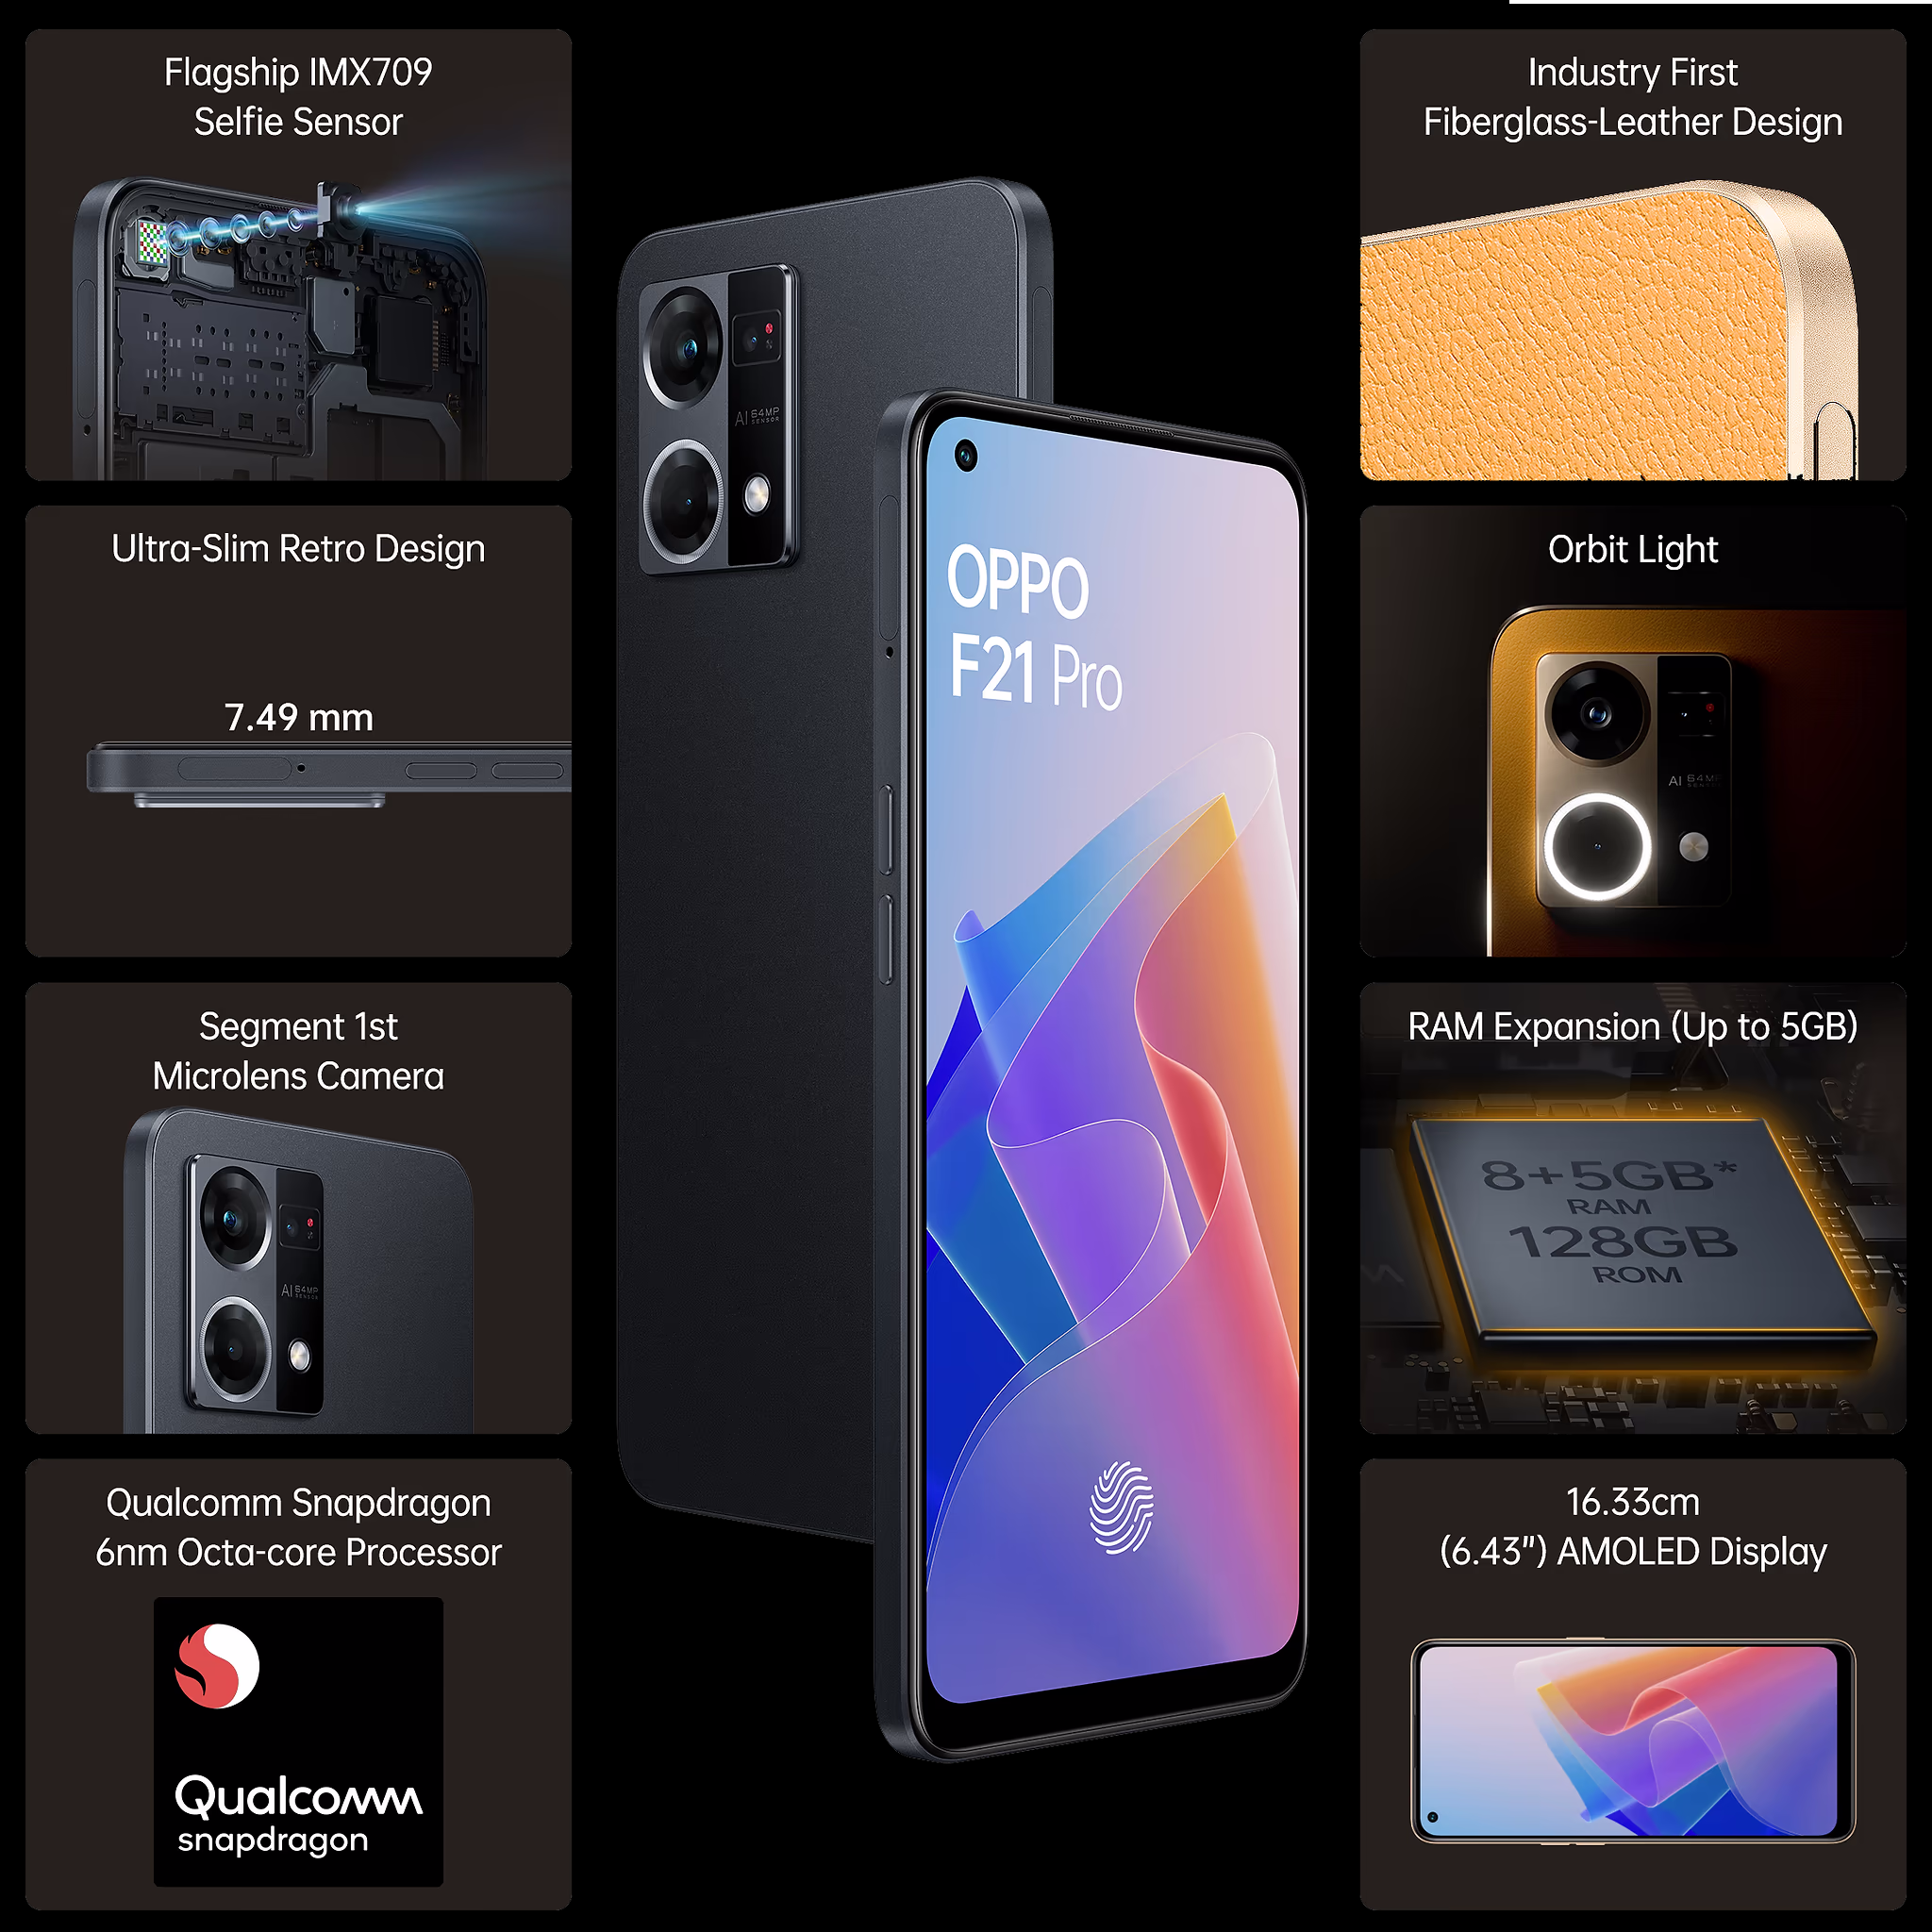 Flagship IMX709
Selfie Sensor
Ultra-Slim Retro Design
7.49 mm
Segment 1st
Microlens Camera
AI 64MP
SENSOR
Qualcomm Snapdragon
6nm Octa-core Processor
Qualcomm
snapdragon
AI 64MP
SENSOR
OPPO
F21 Pro
Industry First
Fiberglass-Leather Design
Orbit Light
AI 64MP
SENSOR
RAM Expansion (Up to 5GB)
8+5GB*
RAM
128GB
ROM
16.33cm
(6.43") AMOLED Display